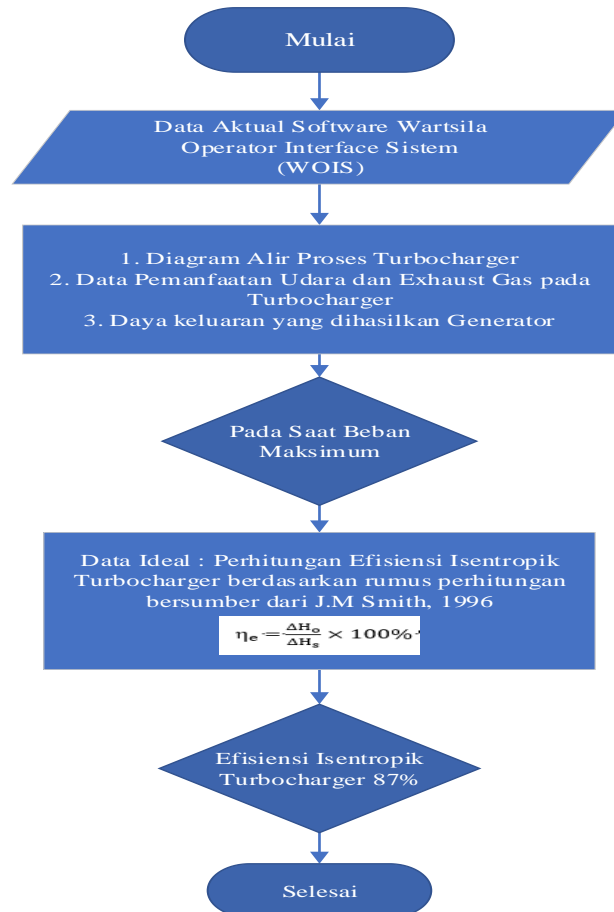 Mulai
Data Aktual Software Wartsila
Operator Interface Sistem
(WOIS)
1. Diagram Alir Proses Turbocharger
2. Data Pemanfaatan Udara dan Exhaust Gas pada
Turbocharger
3. Daya keluaran yang dihasilkan Generator
Pada Saat Beban
Maksimum
Data Ideal : Perhitungan Efisiensi Isentropik
Turbocharger berdasarkan rumus perhitungan
bersumber dari J.M Smith, 1996
ηₑ = ΔHₒ/ΔHₛ × 100%
Efisiensi Isentropik
Turbocharger 87%
Selesai